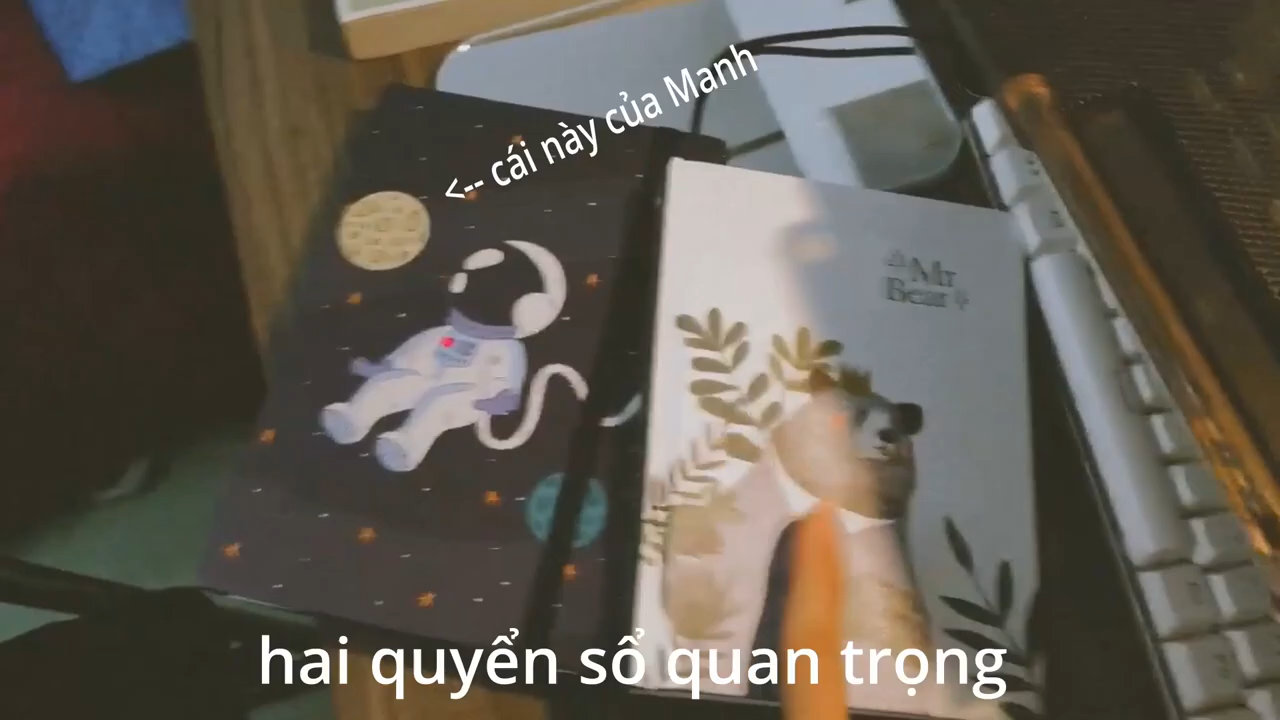 <-- cái này của Manh
Mr
Bear
hai quyển sổ quan trọng